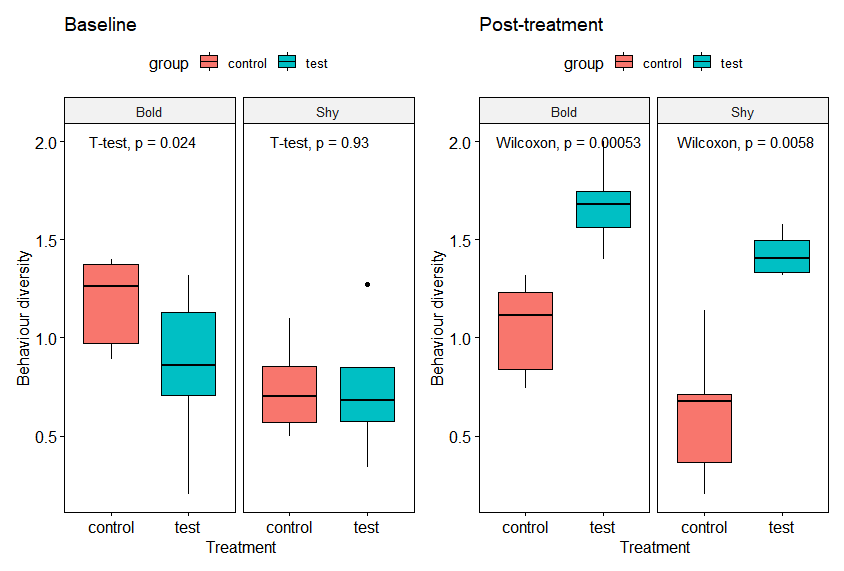 Baseline
group control test
Bold
Shy
T-test, p = 0.024
T-test, p = 0.93
2.0
1.5
1.0
0.5
Behaviour diversity
control
test
control
test
Treatment
Post-treatment
group control test
Bold
Shy
Wilcoxon, p = 0.00053
Wilcoxon, p = 0.0058
2.0
1.5
1.0
0.5
Behaviour diversity
control
test
control
test
Treatment